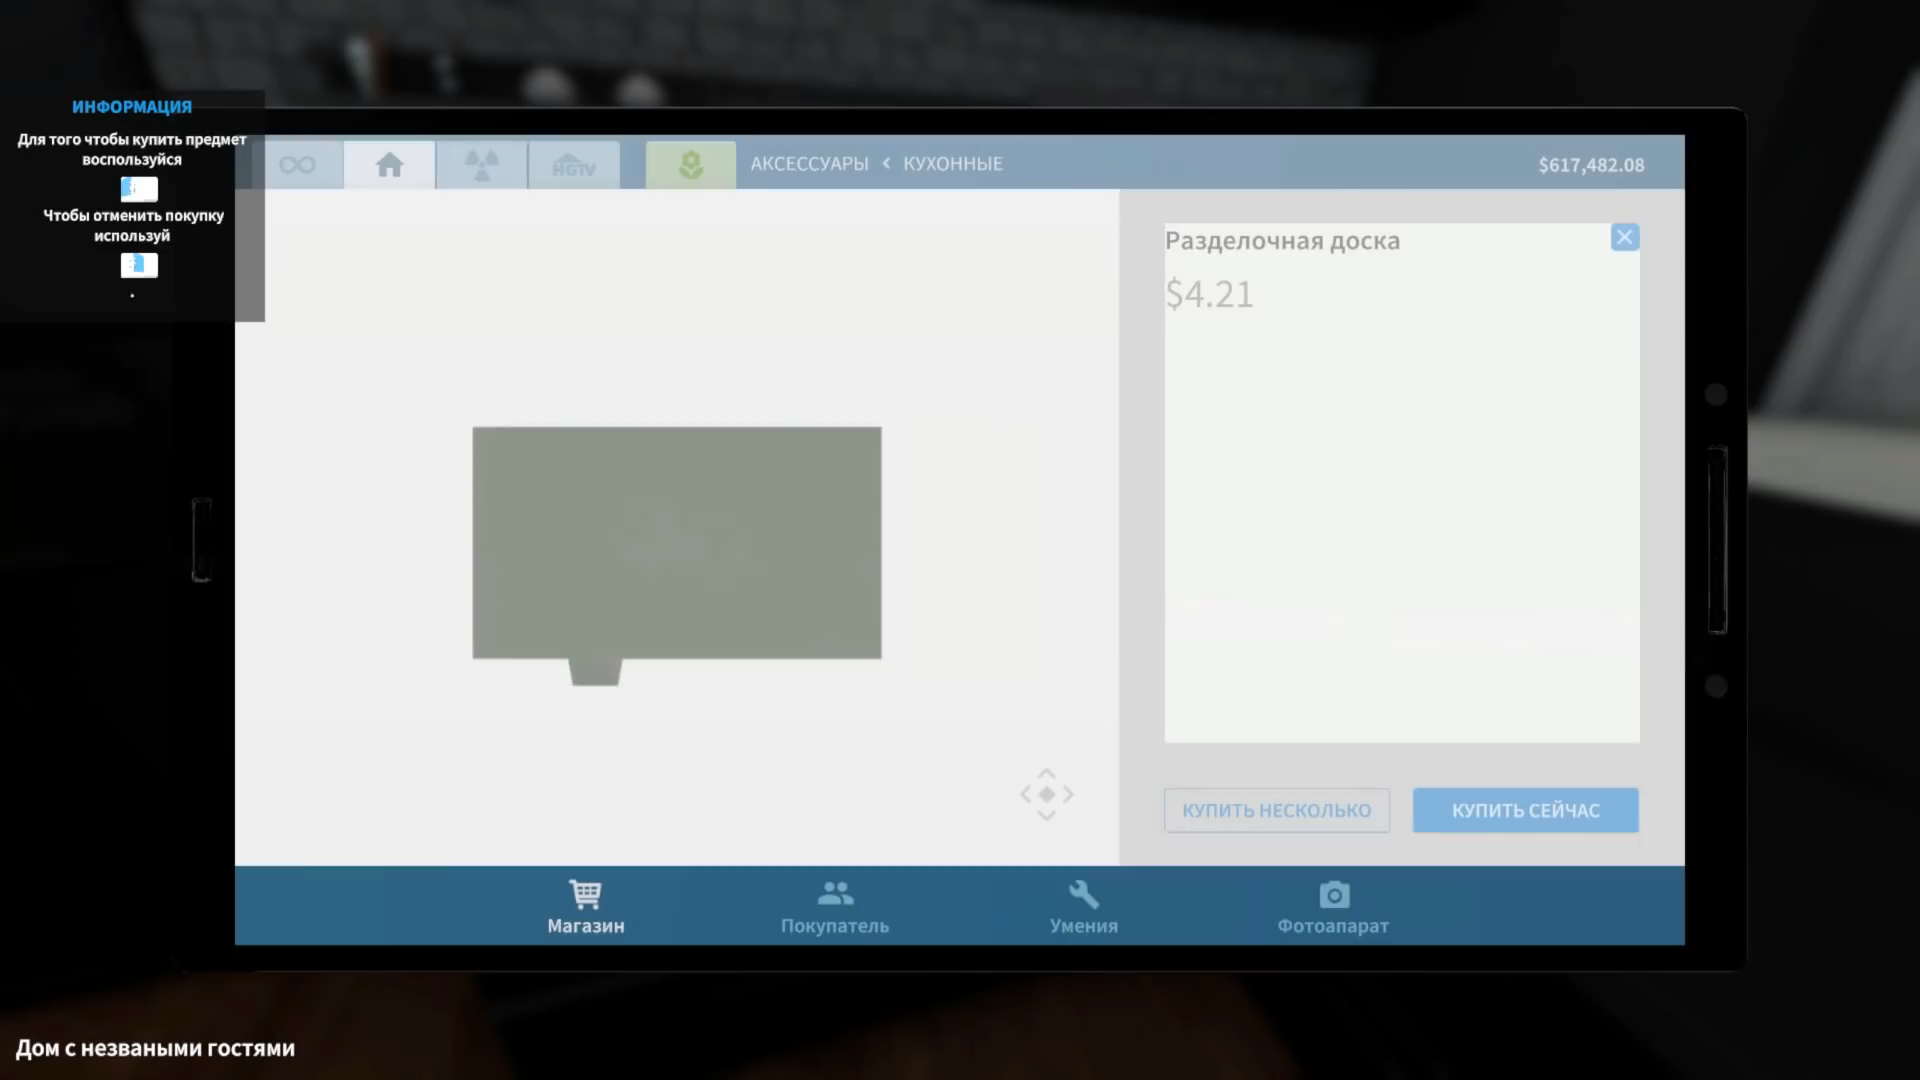 ИНФОРМАЦИЯ
Для того чтобы купить предмет
воспользуйся
Чтобы отменить покупку
используй
.
HGTV
АКСЕССУАРЫ < КУХОННЫЕ
$617,482.08
Разделочная доска
$4.21
КУПИТЬ НЕСКОЛЬКО
КУПИТЬ СЕЙЧАС
Магазин
Покупатель
Умения
Фотоапарат
Дом с незваными гостями